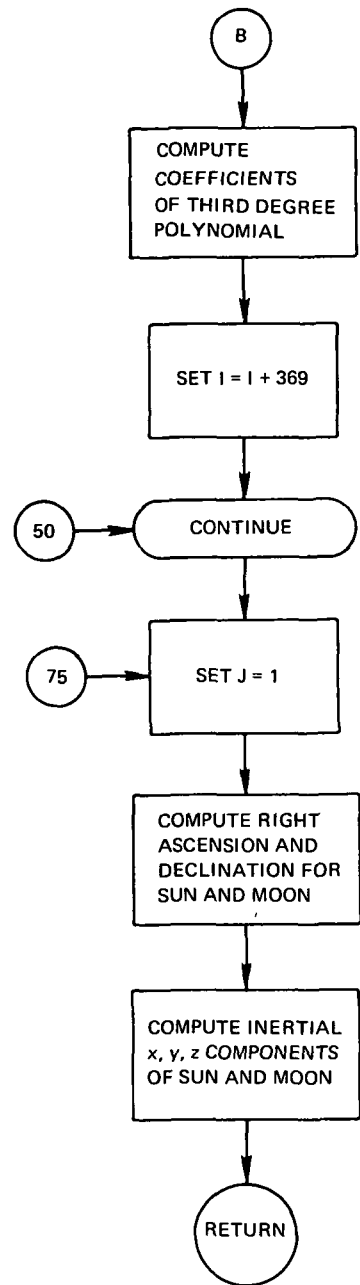 B
COMPUTE
COEFFICIENTS
OF THIRD DEGREE
POLYNOMIAL
SET I = I + 369
50
CONTINUE
75
SET J = 1
COMPUTE RIGHT
ASCENSION AND
DECLINATION FOR
SUN AND MOON
COMPUTE INERTIAL
x, y, z COMPONENTS
OF SUN AND MOON
RETURN